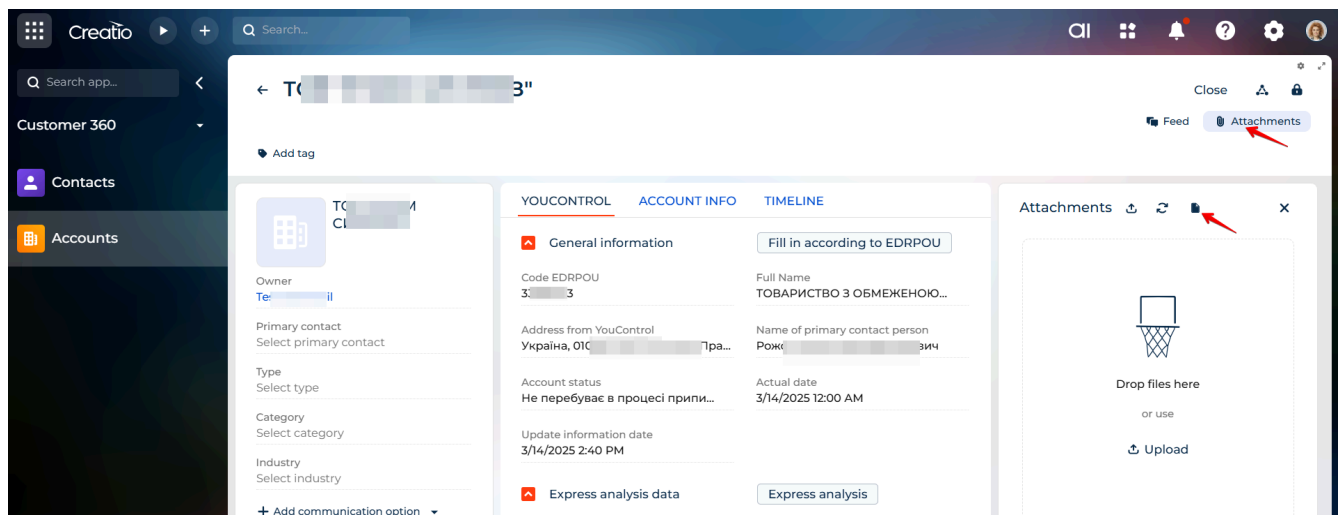 Creatio
Search...
Search app...
Customer 360
Contacts
Accounts
Close
Feed
Attachments
Add tag
Owner
Primary contact
Select primary contact
Type
Select type
Category
Select category
Industry
Select industry
+ Add communication option
YOUCONTROL ACCOUNT INFO TIMELINE
General information
Fill in according to EDRPOU
Code EDRPOU
Full Name
ТОВАРИСТВО З ОБМЕЖЕНОЮ...
Address from YouControl
Україна,
Name of primary contact person
Account status
Не перебуває в процесі припи...
Actual date
3/14/2025 12:00 AM
Update information date
3/14/2025 2:40 PM
Express analysis data
Express analysis
Attachments
Drop files here
or use
Upload